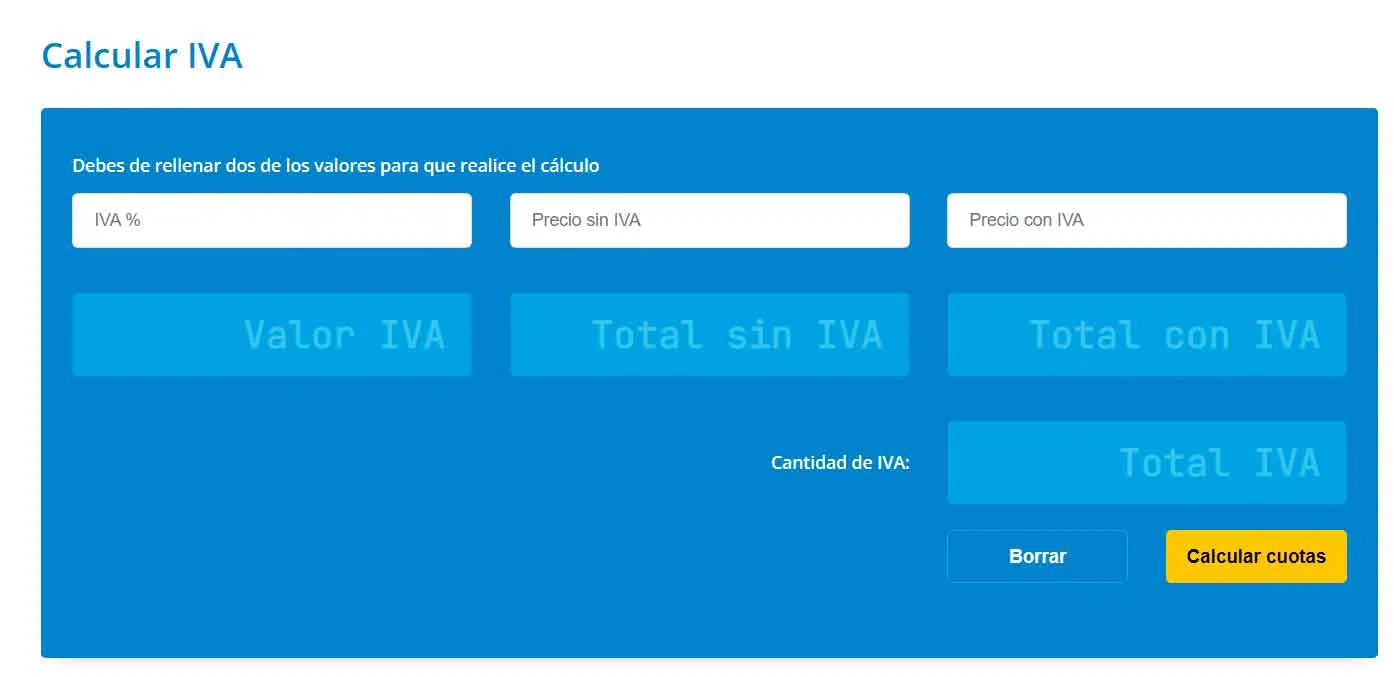 Calcular IVA
Debes de rellenar dos de los valores para que realice el cálculo
IVA %
Precio sin IVA
Precio con IVA
Valor IVA
Total sin IVA
Total con IVA
Cantidad de IVA:
Total IVA
Borrar
Calcular cuotas